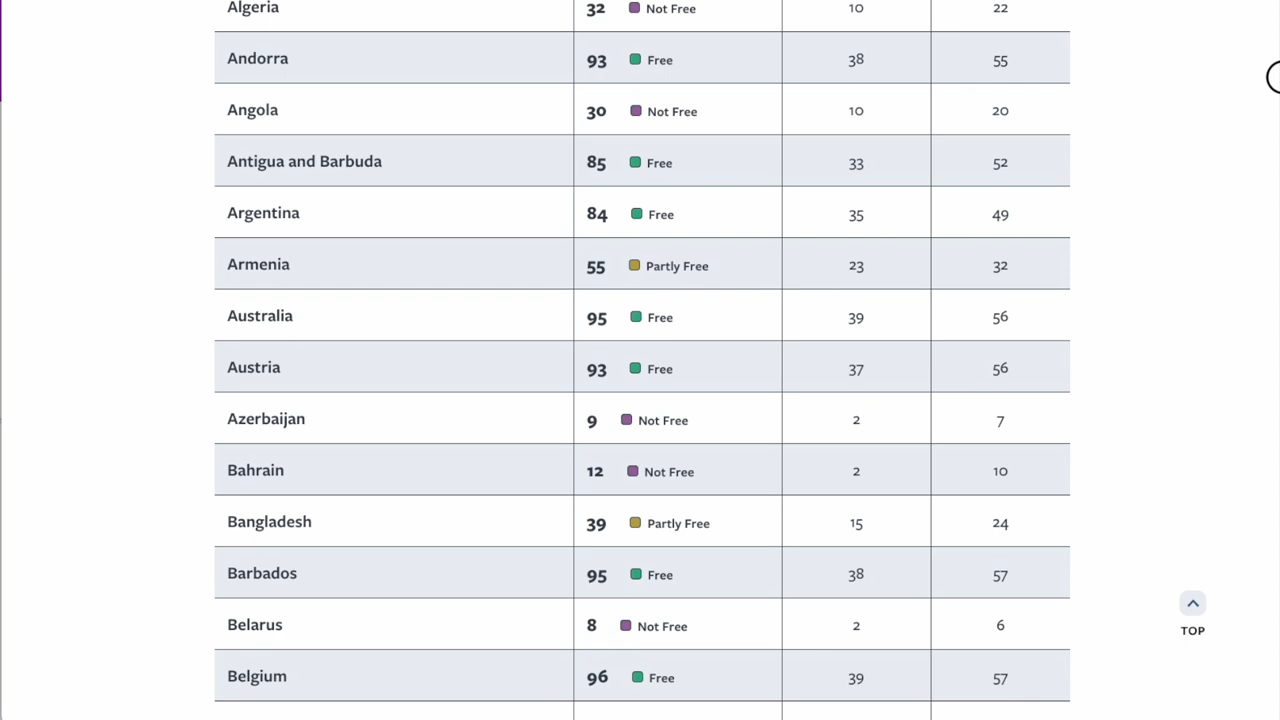 Algeria 32 Not Free 10 22
Andorra 93 Free 38 55
Angola 30 Not Free 10 20
Antigua and Barbuda 85 Free 33 52
Argentina 84 Free 35 49
Armenia 55 Partly Free 23 32
Australia 95 Free 39 56
Austria 93 Free 37 56
Azerbaijan 9 Not Free 2 7
Bahrain 12 Not Free 2 10
Bangladesh 39 Partly Free 15 24
Barbados 95 Free 38 57
Belarus 8 Not Free 2 6
TOP
Belgium 96 Free 39 57